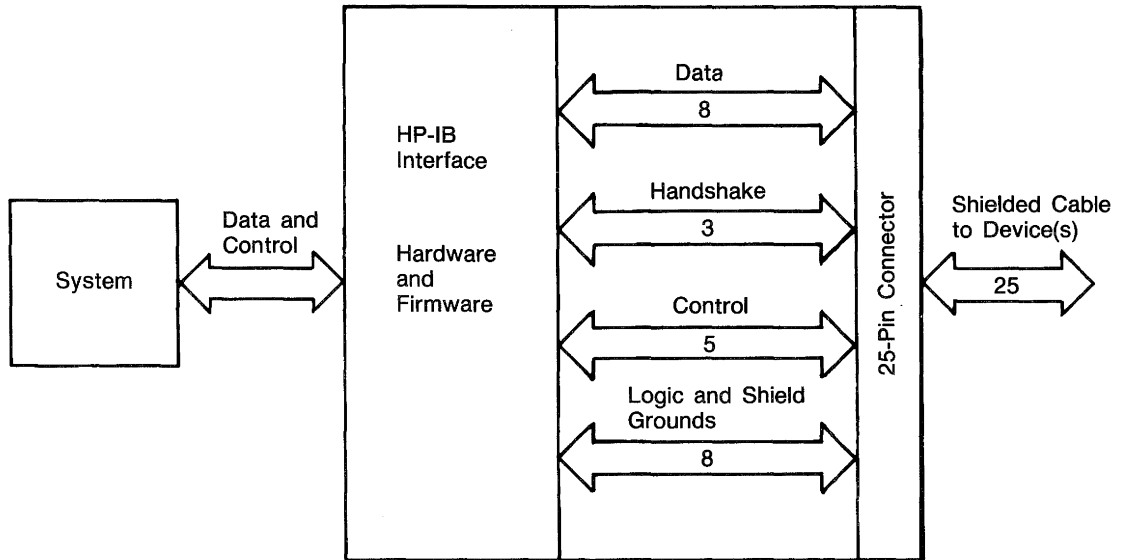 System
Data and
Control
HP-IB
Interface
Hardware
and
Firmware
Data
8
Handshake
3
Control
5
Logic and Shield
Grounds
8
25-Pin Connector
Shielded Cable
to Device(s)
25